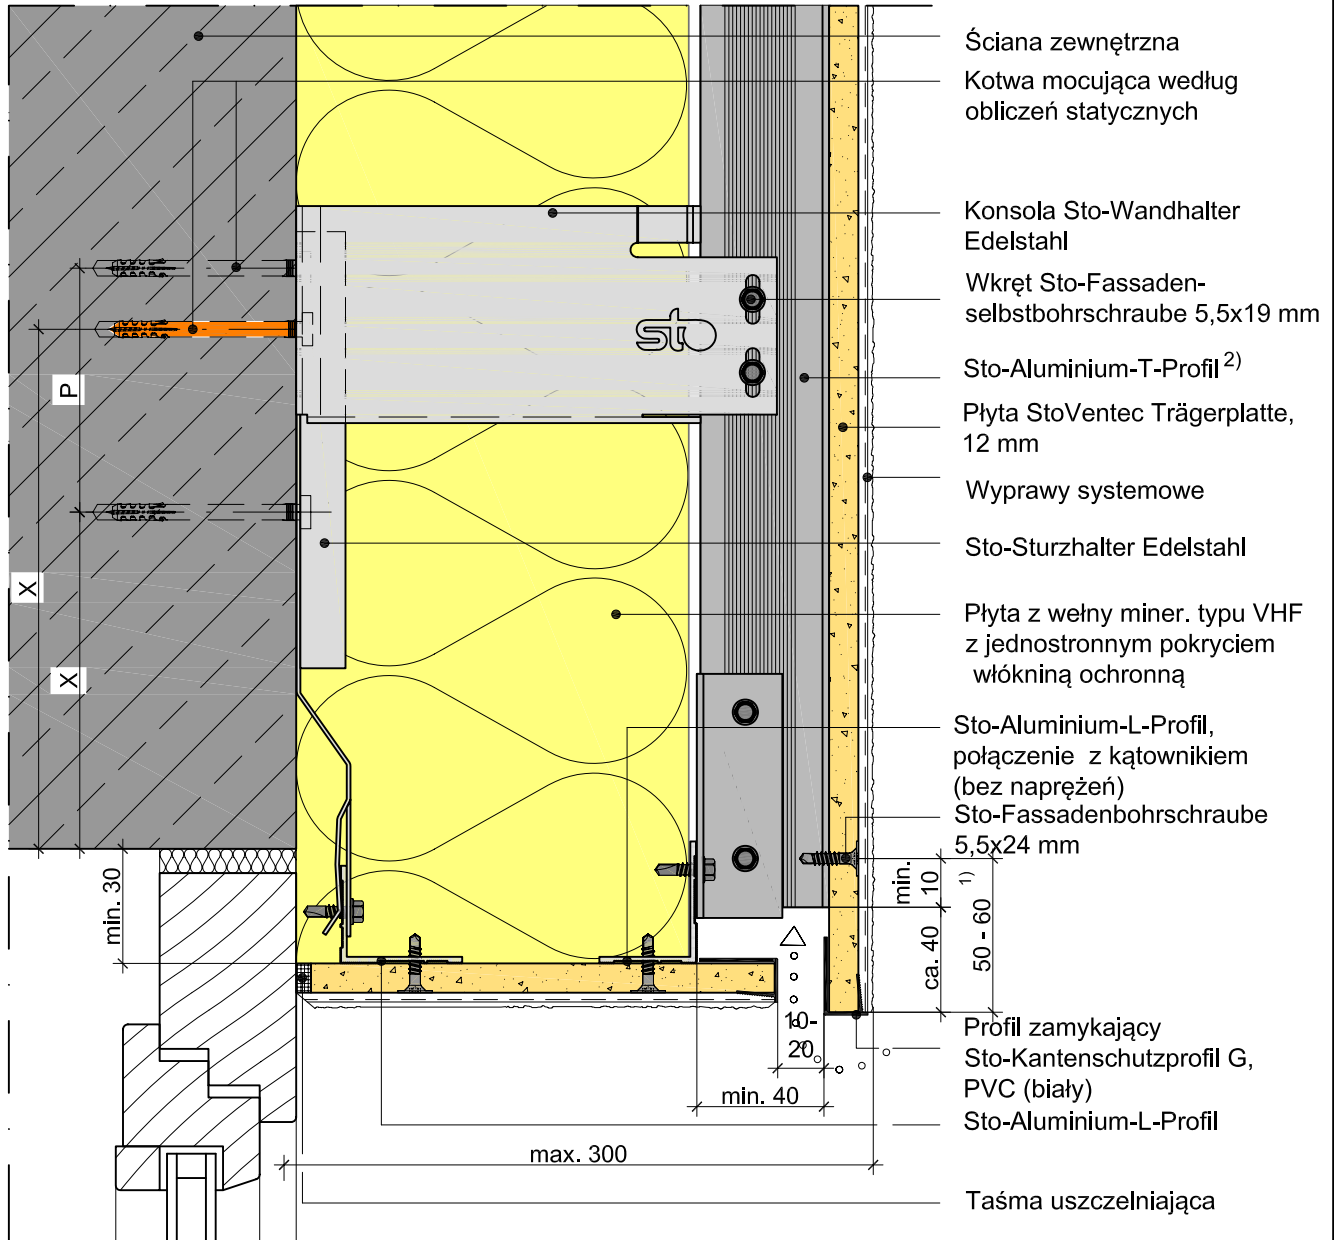 Ściana zewnętrzna
Kotwa mocująca według
obliczeń statycznych
Konsola Sto-Wandhalter
Edelstahl
Wkręt Sto-Fassaden-
selbstbohrschraube 5,5x19 mm
sto
Sto-Aluminium-T-Profil 2)
P
Płyta StoVentec Trägerplatte,
12 mm
Wyprawy systemowe
Sto-Sturzhalter Edelstahl
X
Płyta z wełny miner. typu VHF
z jednostronnym pokryciem
włókniną ochronną
X
Sto-Aluminium-L-Profil,
połączenie z kątownikiem
(bez naprężeń)
Sto-Fassadenbohrschraube
5,5x24 mm
min. 30
min. 10
ca. 40
50 - 60 1)
10-
20
Profil zamykający
Sto-Kantenschutzprofil G,
PVC (biały)
min. 40
Sto-Aluminium-L-Profil
max. 300
Taśma uszczelniająca